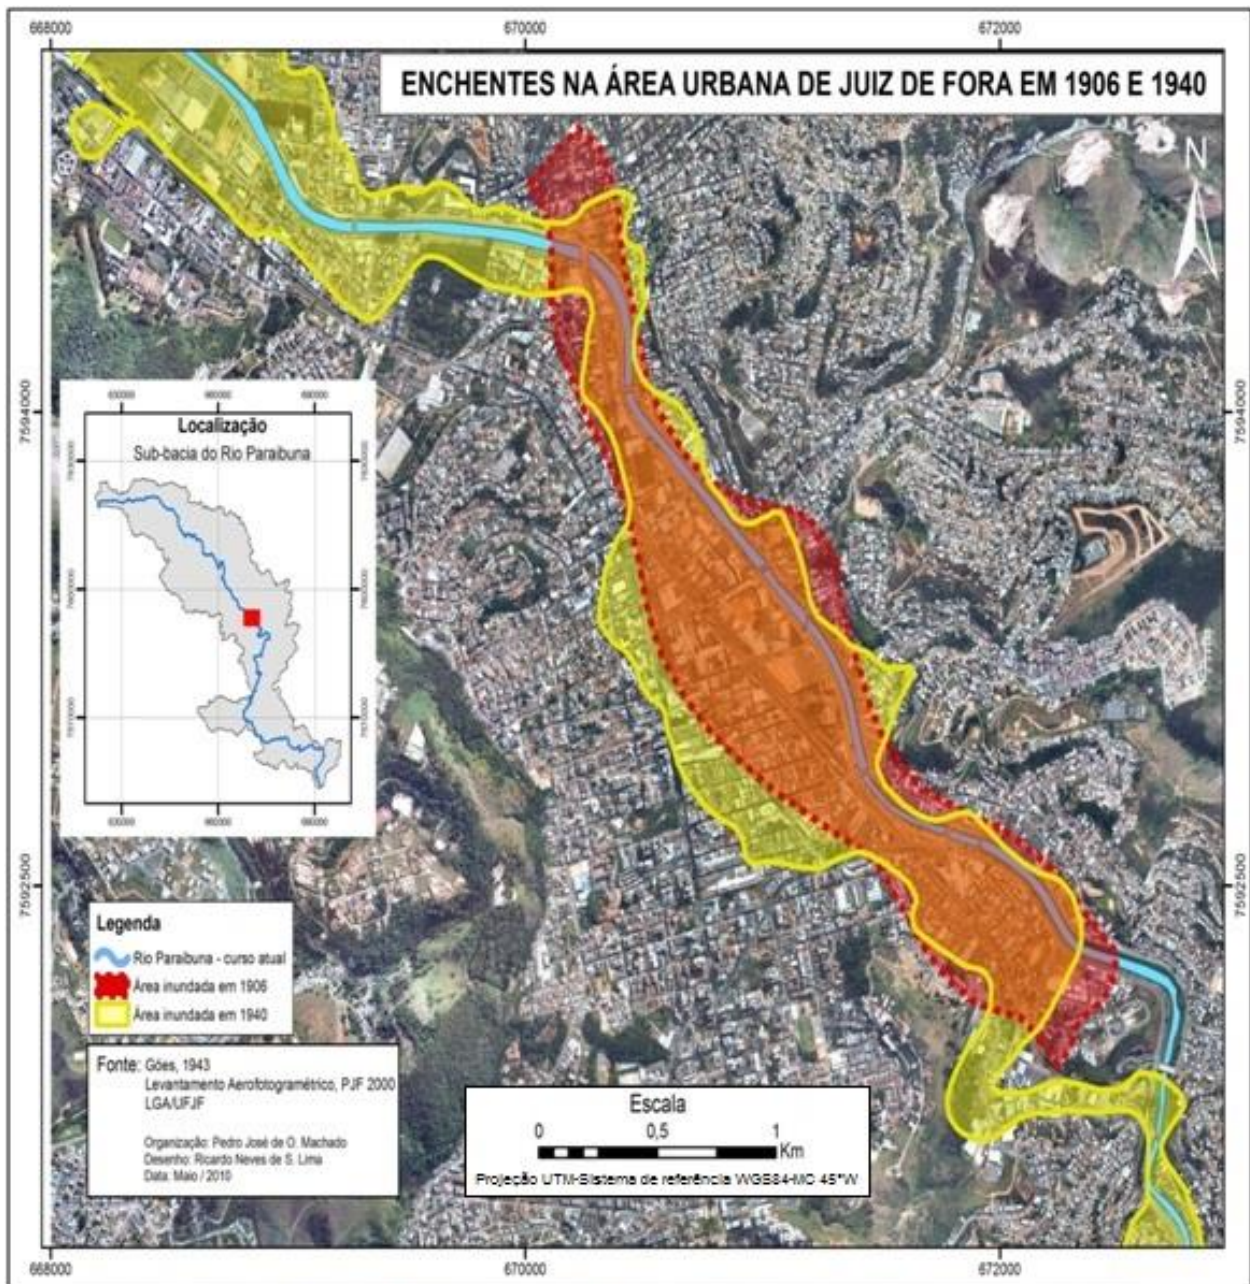 668000
670000
672000
ENCHENTES NA ÁREA URBANA DE JUIZ DE FORA EM 1906 E 1940
N
7594000
7594000
Localização
Sub-bacia do Rio Paraibuna
7592500
7592500
Legenda
Rio Paraibuna - curso atual
Área inundada em 1906
Área inundada em 1940
Fonte: Góes, 1943
Levantamento Aerofotogramétrico, PJF 2000
LGA/UFJF
Organização: Pedro José de O. Machado
Desenho: Ricardo Neves de S. Lima
Data: Maio / 2010
Escala
0 0,5 1
Km
Projeção UTM-Sistema de referência WGS84-MC 45°W
668000
670000
672000